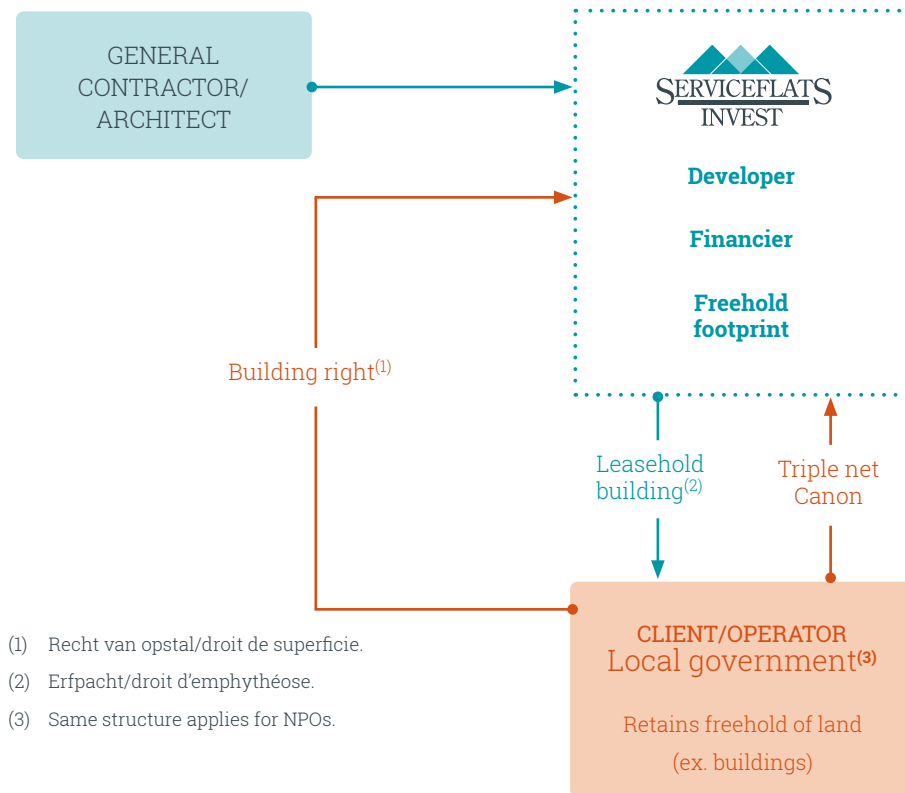 GENERAL
CONTRACTOR/
ARCHITECT
SERVICEFLATS
INVEST
Developer
Financier
Freehold
footprint
Building right(1)
Leasehold
building(2)
Triple net
Canon
CLIENT/OPERATOR
Local government(3)
Retains freehold of land
(ex. buildings)
(1) Recht van opstal/droit de superficie.
(2) Erfpacht/droit d'emphythéose.
(3) Same structure applies for NPOs.